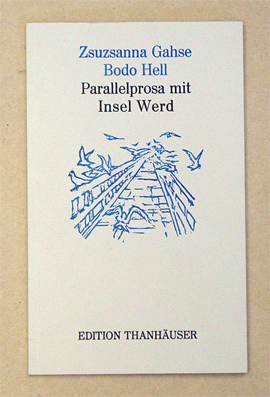 Zsuzsanna Gahse
Bodo Hell
Parallelprosa mit
Insel Werd
EDITION THANHÄUSER